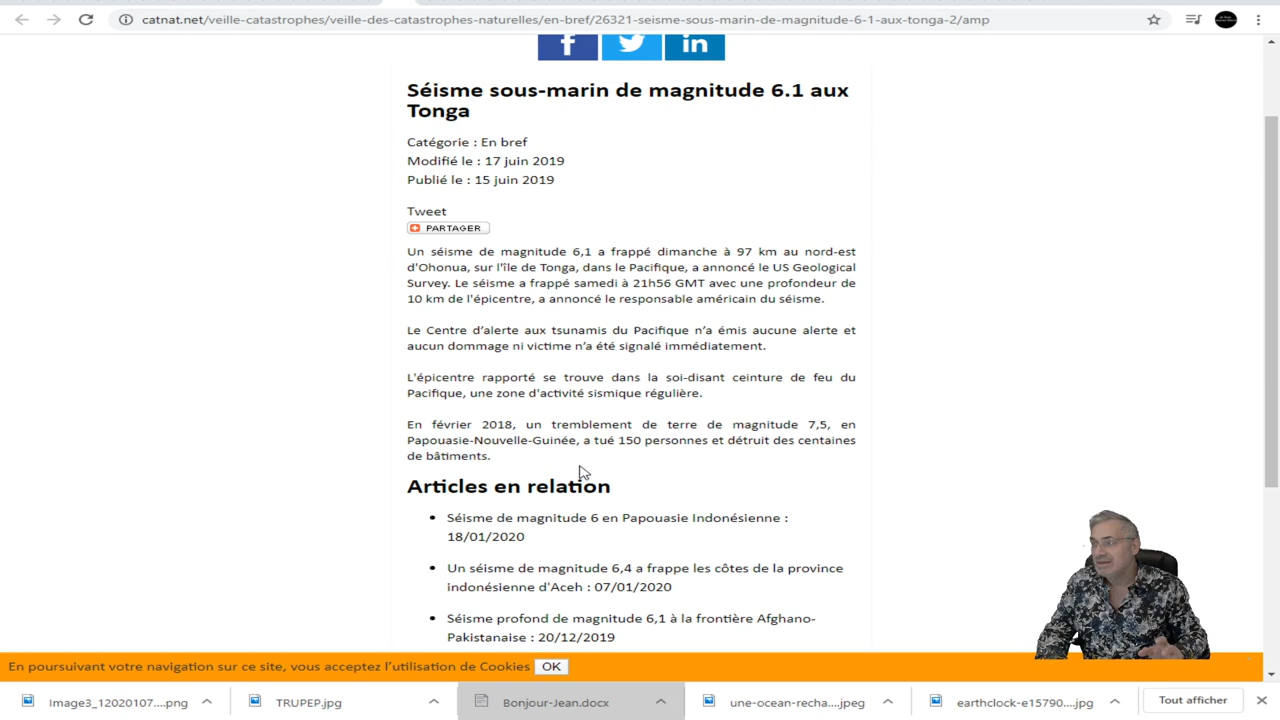 catnat.net/veille-catastrophes/veille-des-catastrophes-naturelles/en-bref/26321-seisme-sous-marin-de-magnitude-6-1-aux-tonga-2/amp
f in
Séisme sous-marin de magnitude 6.1 aux
Tonga
Catégorie : En bref
Modifié le : 17 juin 2019
Publié le : 15 juin 2019
Tweet
PARTAGER
Un séisme de magnitude 6,1 a frappé dimanche à 97 km au nord-est
d'Ohonua, sur l'île de Tonga, dans le Pacifique, a annoncé le US Geological
Survey. Le séisme a frappé samedi à 21h56 GMT avec une profondeur de
10 km de l'épicentre, a annoncé le responsable américain du séisme.
Le Centre d’alerte aux tsunamis du Pacifique n’a émis aucune alerte et
aucun dommage ni victime n’a été signalé immédiatement.
L'épicentre rapporté se trouve dans la soi-disant ceinture de feu du
Pacifique, une zone d'activité sismique régulière.
En février 2018, un tremblement de terre de magnitude 7,5, en
Papouasie-Nouvelle-Guinée, a tué 150 personnes et détruit des centaines
de bâtiments.
Articles en relation
• Séisme de magnitude 6 en Papouasie Indonésienne :
18/01/2020
• Un séisme de magnitude 6,4 a frappe les côtes de la province
indonésienne d'Aceh : 07/01/2020
• Séisme profond de magnitude 6,1 à la frontière Afghano-
Pakistanaise : 20/12/2019
En poursuivant votre navigation sur ce site, vous acceptez l’utilisation de Cookies OK
Image3_12020107....png TRUPEP.jpg Bonjour-Jean.docx une-ocean-recha....jpeg earthclock-e15790....jpg Tout afficher